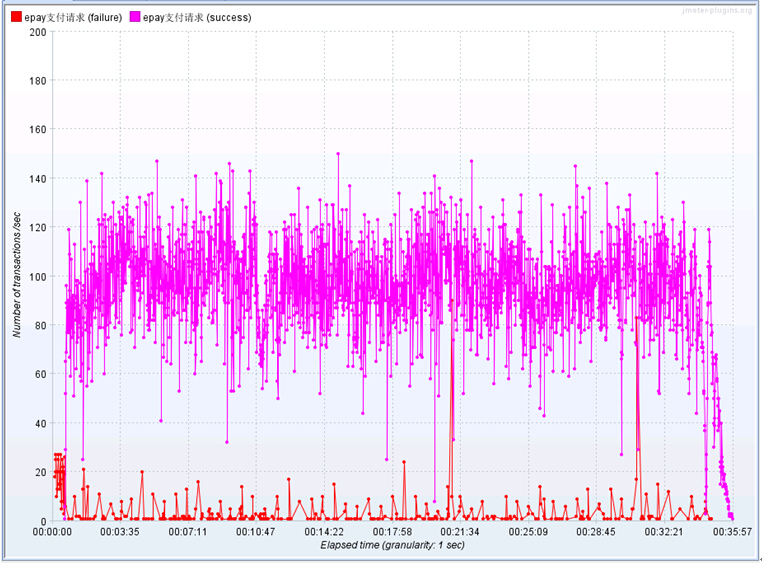 jmeter-plugins.org
epay支付请求 (failure) epay支付请求 (success)
200
180
160
140
120
100
80
60
40
20
0
Number of transactions /sec
00:00:00 00:03:35 00:07:11 00:10:47 00:14:22 00:17:58 00:21:34 00:25:09 00:28:45 00:32:21 00:35:57
Elapsed time (granularity: 1 sec)